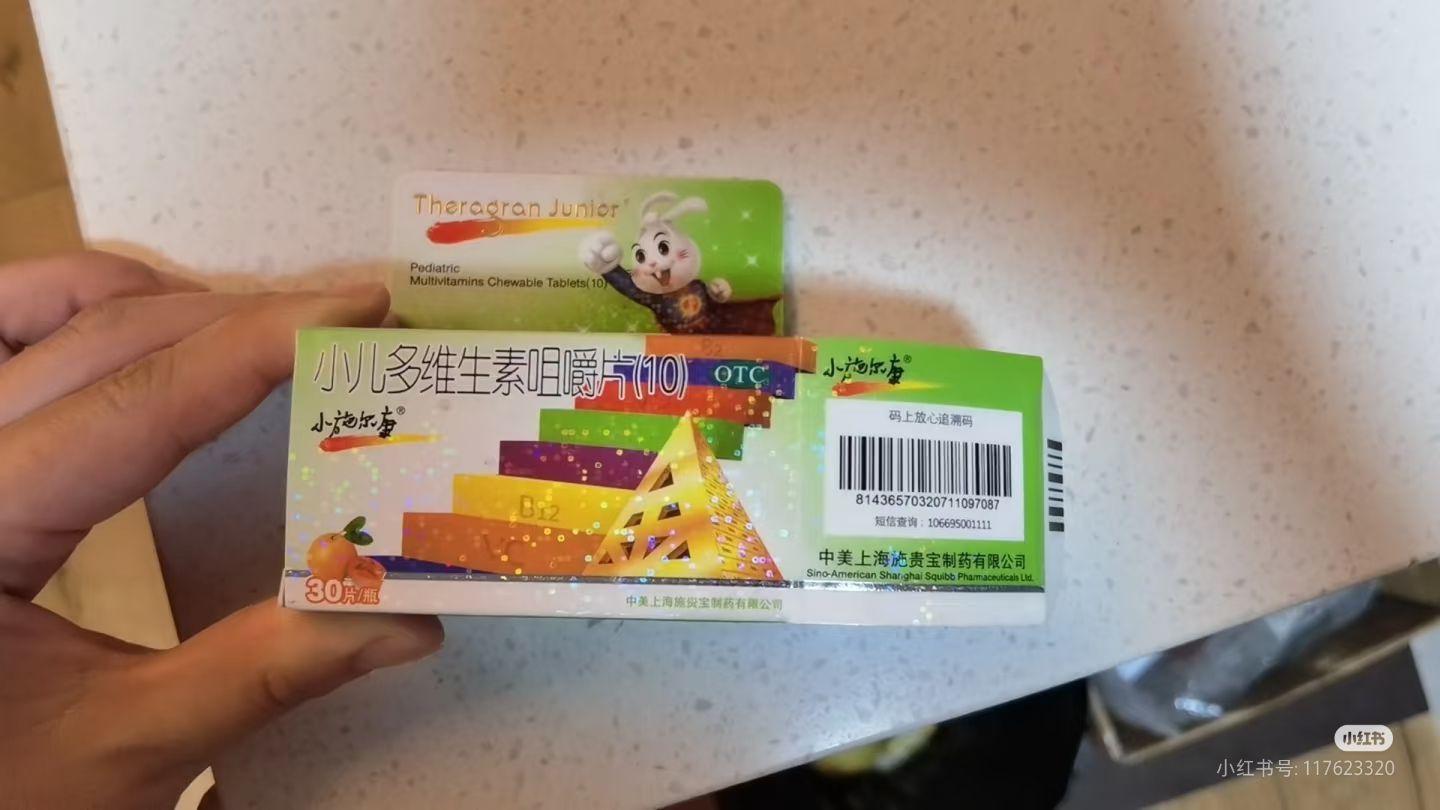 Theragran Junior
Pediatric
Multivitamins Chewable Tablets(10)
小儿多维生素咀嚼片(10)
OTC
小施尔康®
B12
30片/瓶
中美上海施贵宝制药有限公司
小施尔康®
码上放心追溯码
81436570320711097087
短信查询：106695001111
中美上海施贵宝制药有限公司
Sino-American Shanghai Squibb Pharmaceuticals Ltd.
小红书
小红书号: 117623320